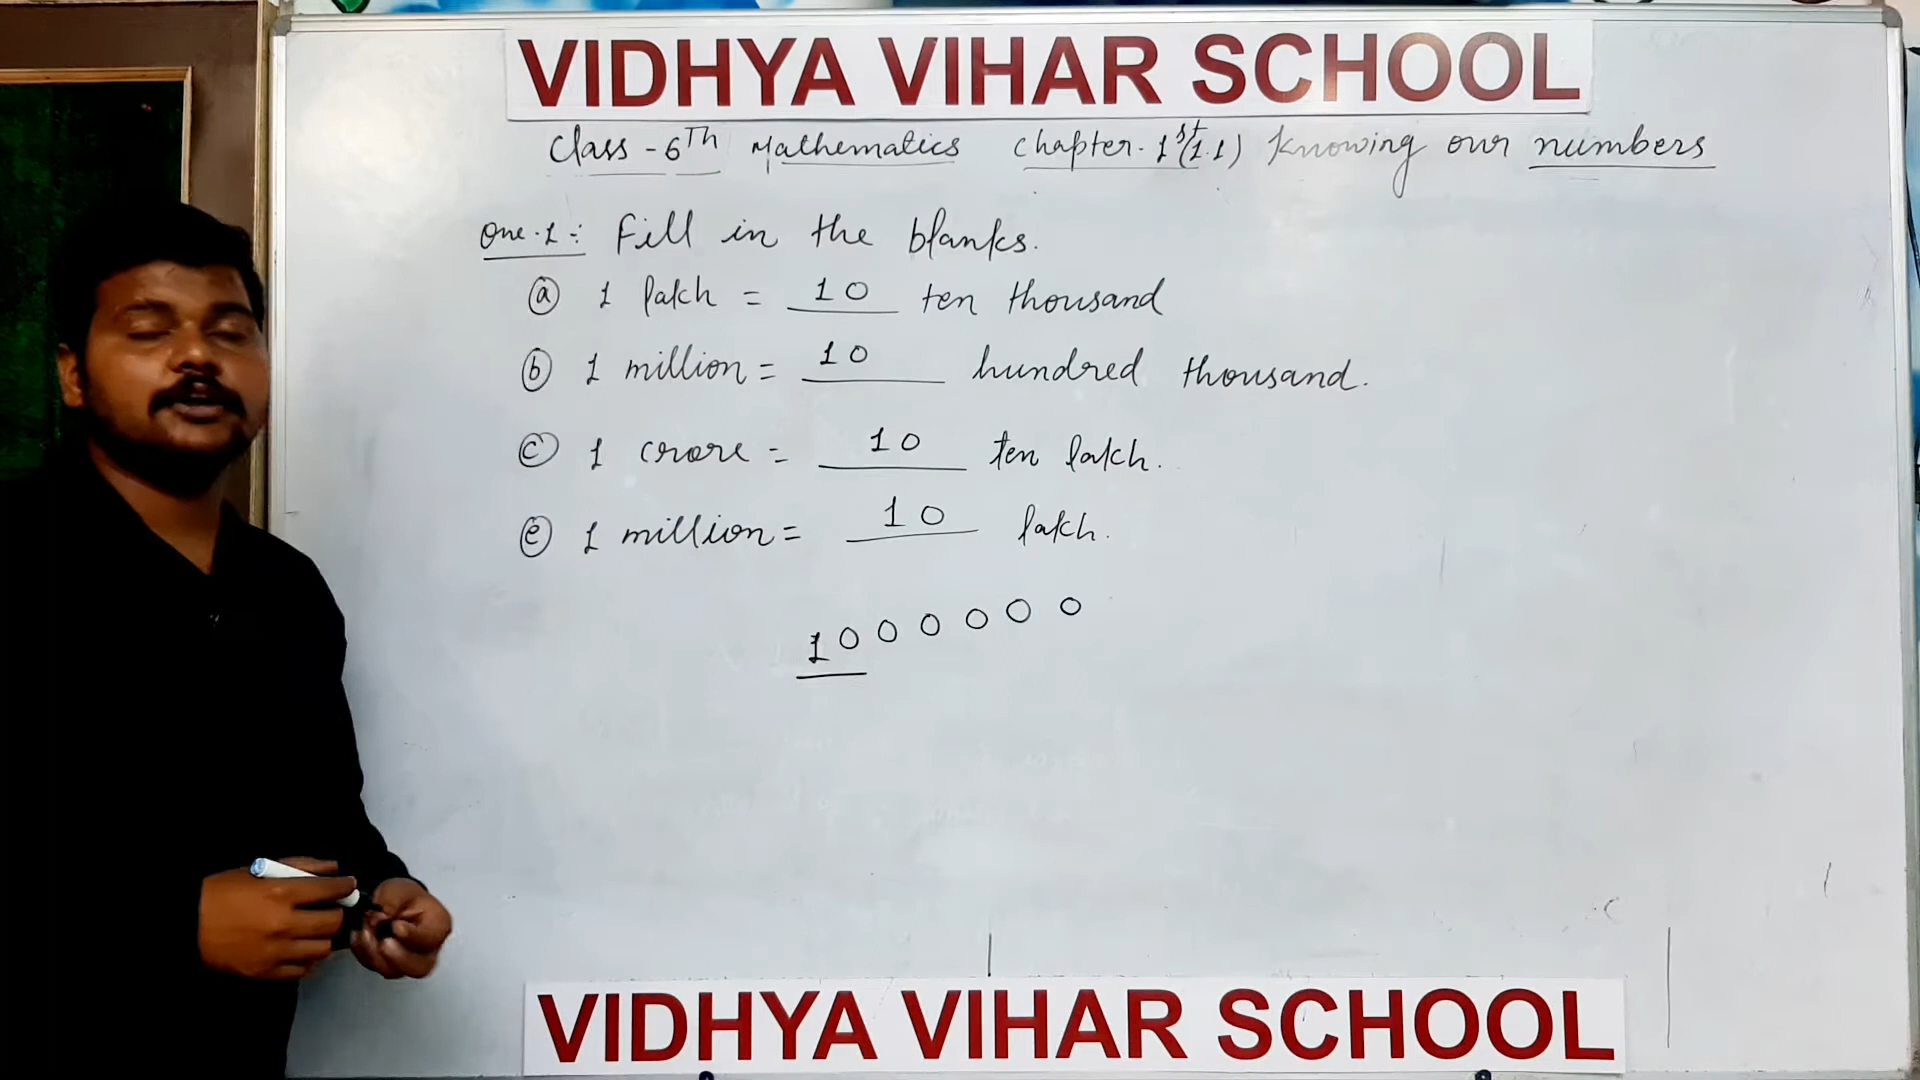 VIDHYA VIHAR SCHOOL
Class - 6Th Mathematics Chapter - 1st (1.1) Knowing our numbers
One.1 : Fill in the blanks.
(a) 1 lakh = 10 ten thousand
(b) 1 million = 10 hundred thousand.
(c) 1 crore = 10 ten lakh.
(e) 1 million = 10 lakh.
1000000
VIDHYA VIHAR SCHOOL